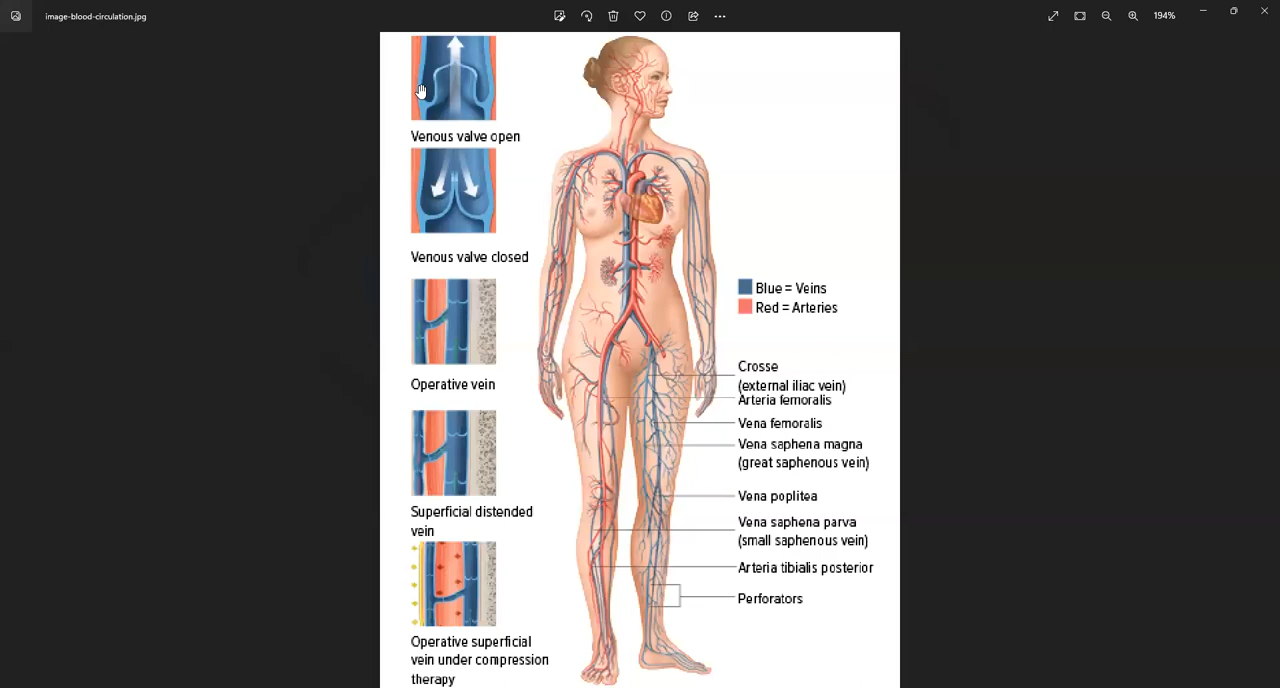 image-blood-circulation.jpg
194%
Venous valve open
Venous valve closed
Operative vein
Superficial distended
vein
Operative superficial
vein under compression
therapy
Blue = Veins
Red = Arteries
Crosse
(external iliac vein)
Arteria femoralis
Vena femoralis
Vena saphena magna
(great saphenous vein)
Vena poplitea
Vena saphena parva
(small saphenous vein)
Arteria tibialis posterior
Perforators